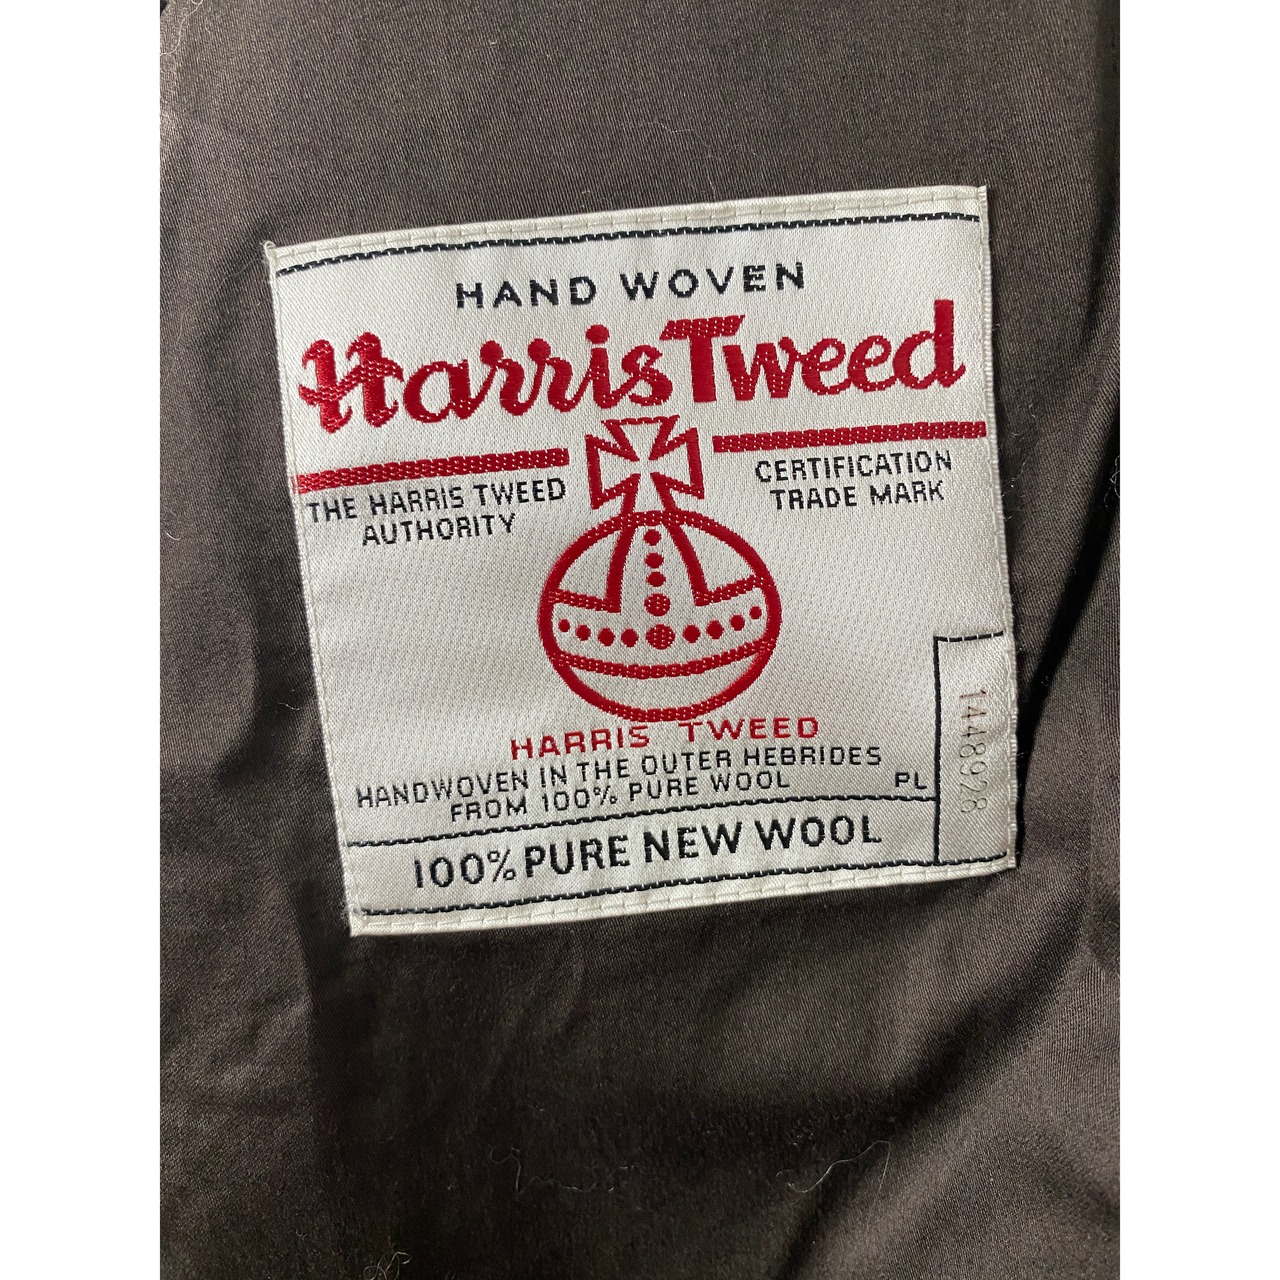 HAND WOVEN
Harris Tweed
THE HARRIS TWEED
AUTHORITY
CERTIFICATION
TRADE MARK
HARRIS TWEED
HANDWOVEN IN THE OUTER HEBRIDES
FROM 100% PURE WOOL
PL
100% PURE NEW WOOL
1448928